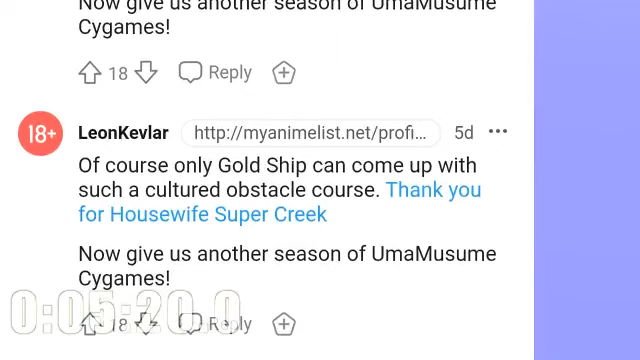 Now give us another season of UmaMusume
Cygames!
18 Reply
18+ LeonKevlar http://myanimelist.net/profi... 5d
Of course only Gold Ship can come up with
such a cultured obstacle course. Thank you
for Housewife Super Creek
Now give us another season of UmaMusume
Cygames!
18 Reply
0:05:20.0